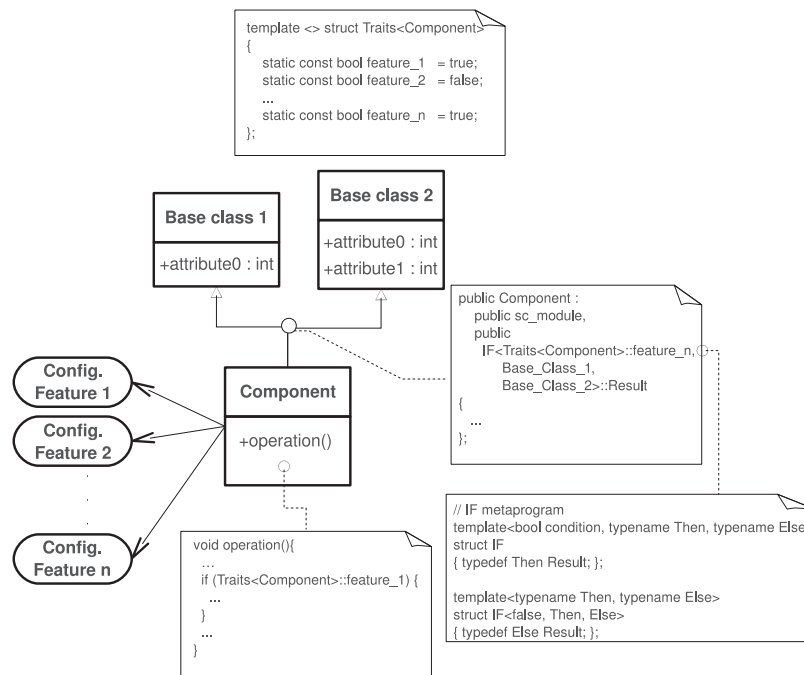 template <> struct Traits<Component>
{
static const bool feature_1 = true;
static const bool feature_2 = false;
...
static const bool feature_n = true;
};
Base class 1
+attribute0 : int
Base class 2
+attribute0 : int
+attribute1 : int
public Component :
public sc_module,
public
IF<Traits<Component>::feature_n,
Base_Class_1,
Base_Class_2>::Result
{
...
};
Config.
Feature 1
Config.
Feature 2
.
.
.
Config.
Feature n
Component
+operation()
void operation(){
...
if (Traits<Component>::feature_1) {
...
}
...
}
// IF metaprogram
template<bool condition, typename Then, typename Else
struct IF
{ typedef Then Result; };
template<typename Then, typename Else>
struct IF<false, Then, Else>
{ typedef Else Result; };